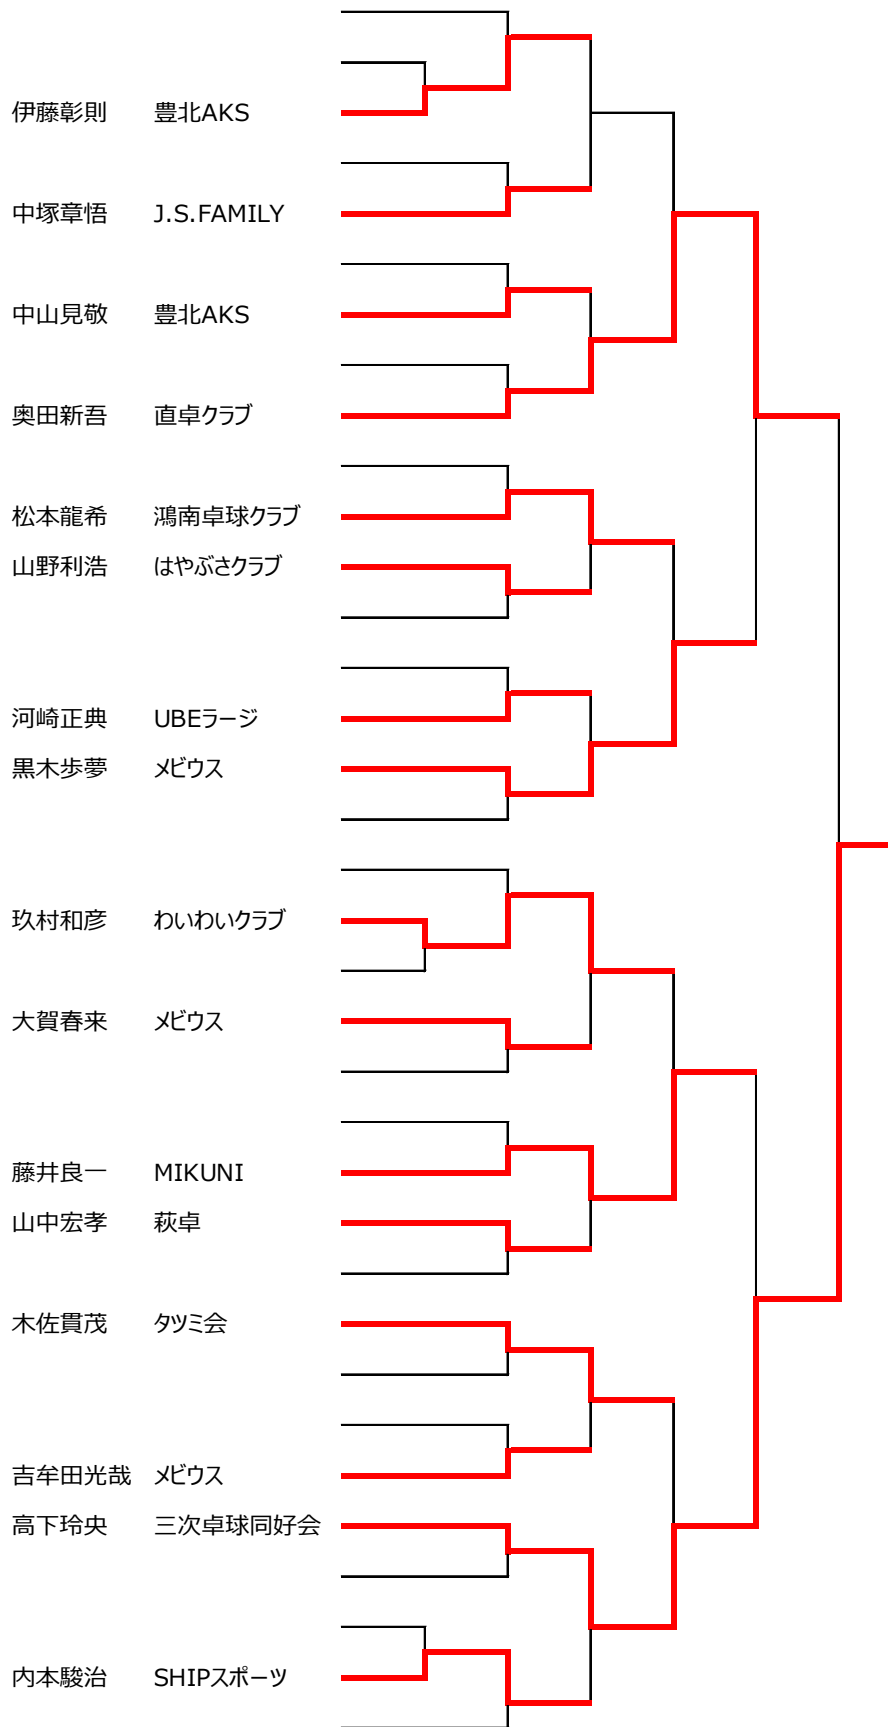 伊藤彰則 豊北AKS
中塚章悟 J.S.FAMILY
中山見敬 豊北AKS
奥田新吾 直卓クラブ
松本龍希 鴻南卓球クラブ
山野利浩 はやぶさクラブ
河崎正典 UBEラージ
黒木歩夢 メビウス
玖村和彦 わいわいクラブ
大賀春来 メビウス
藤井良一 MIKUNI
山中宏孝 萩卓
木佐貫茂 タツミ会
吉牟田光哉 メビウス
高下玲央 三次卓球同好会
内本駿治 SHIPスポーツ